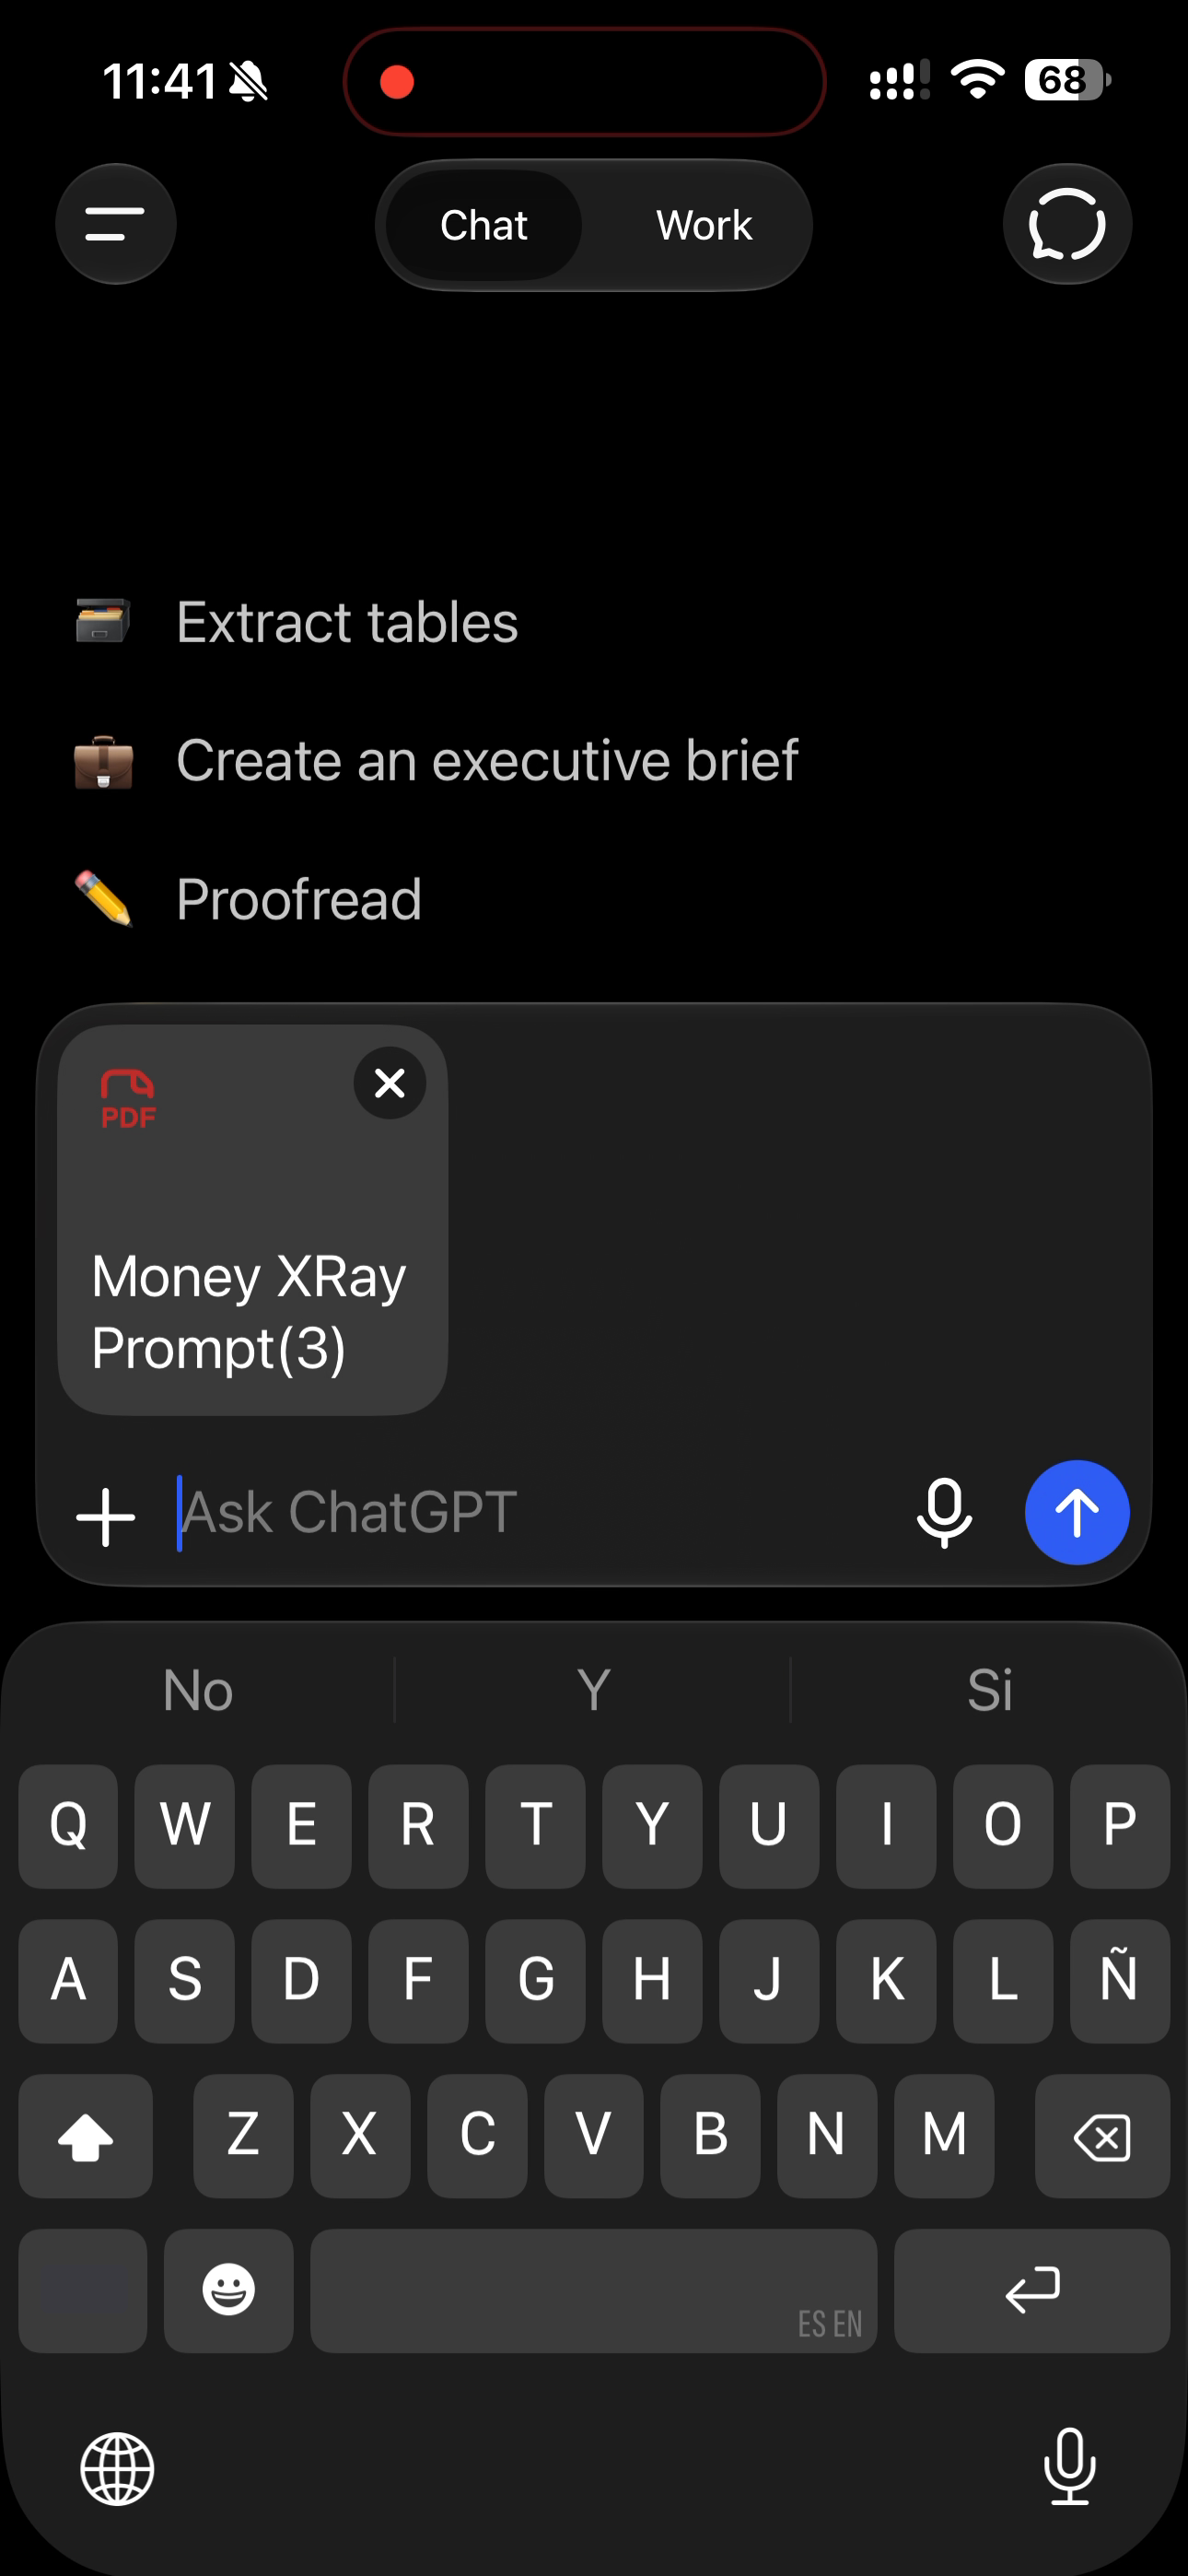 11:41
68
Chat
Work
Extract tables
Create an executive brief
Proofread
PDF
Money XRay
Prompt(3)
Ask ChatGPT
No Y Si
Q W E R T Y U I O P
A S D F G H J K L Ñ
Z X C V B N M
ES EN